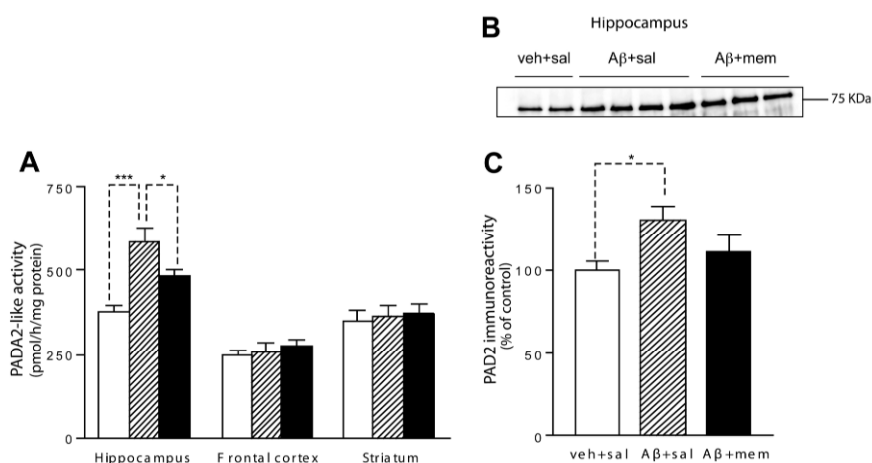 B
Hippocampus
veh+sal
Aβ+sal
Aβ+mem
75 KDa
A
PADA2-like activity
(pmol/h/mg protein)
750
500
250
0
***
*
Hippocampus
Frontal cortex
Striatum
C
PAD2 immunoreactivity
(% of control)
150
100
50
0
*
veh+sal
Aβ+sal
Aβ+mem